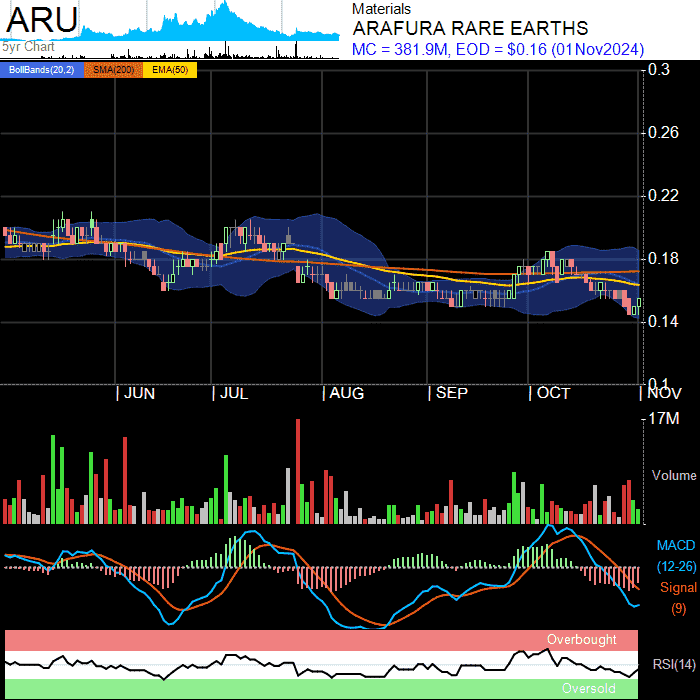 ARU
5yr Chart
Materials
ARAFURA RARE EARTHS
MC = 381.9M, EOD = $0.16 (01Nov2024)
BollBands(20,2) SMA(200) EMA(50)
0.3
0.26
0.22
0.18
0.14
0.1
JUN JUL AUG SEP OCT NOV
17M
Volume
MACD
(12-26)
Signal
(9)
Overbought
RSI(14)
Oversold